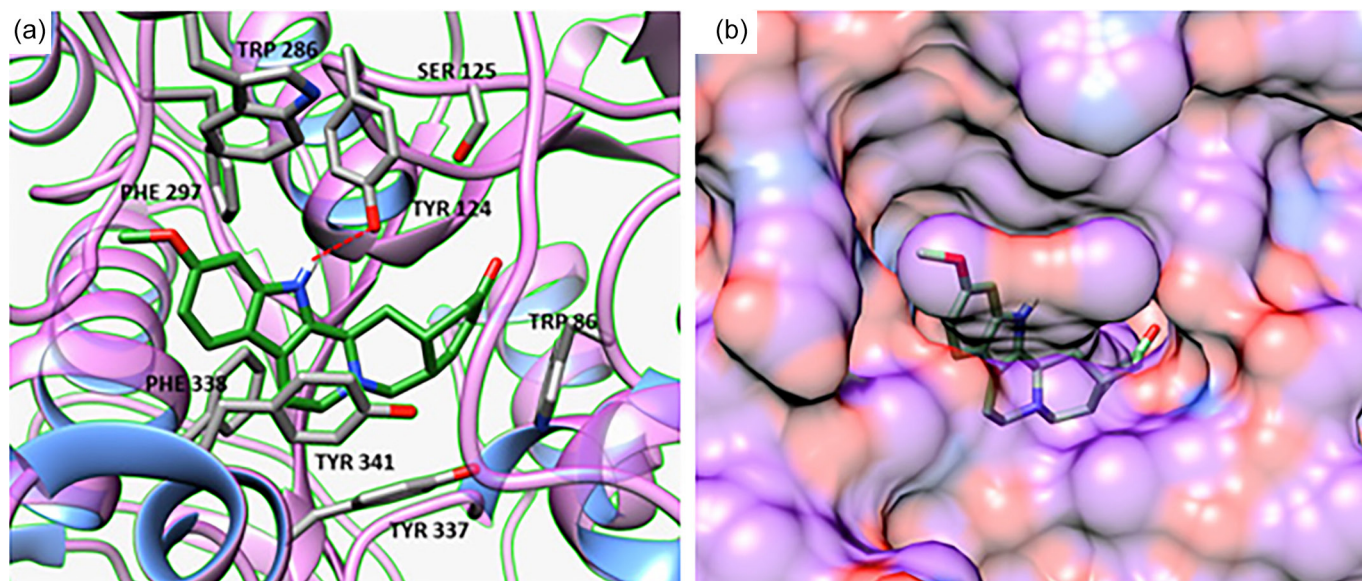 (a)
(b)
TRP 286
SER 125
PHE 297
TYR 124
TRP 86
PHE 338
TYR 341
TYR 337